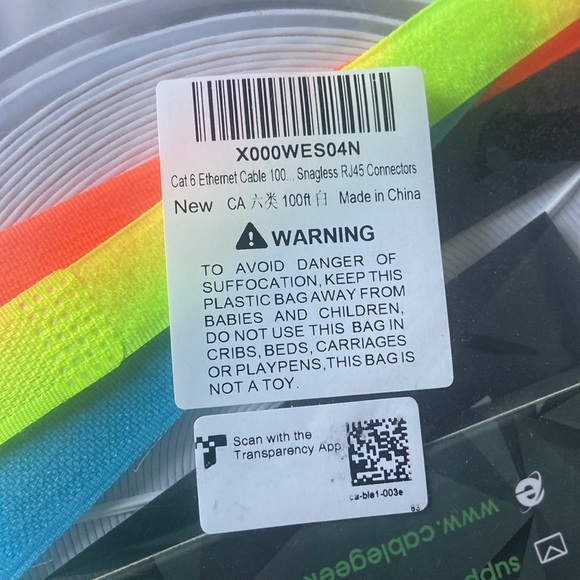 X000WES04N
Cat 6 Ethernet Cable 100... Snagless RJ45 Connectors
New CA 六类 100ft 白 Made in China
WARNING
TO AVOID DANGER OF
SUFFOCATION, KEEP THIS
PLASTIC BAG AWAY FROM
BABIES AND CHILDREN,
DO NOT USE THIS BAG IN
CRIBS, BEDS, CARRIAGES
OR PLAYPENS,THIS BAG IS
NOT A TOY.
Scan with the
Transparency App
ca-ble1-003e
www.cablegeek
supp